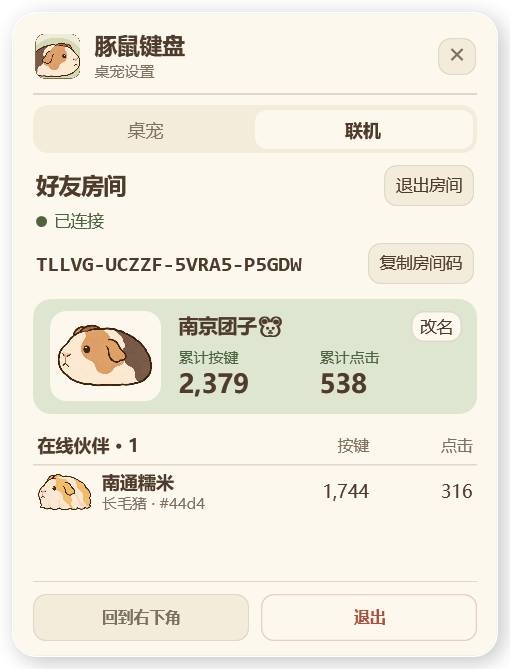 豚鼠键盘
桌宠设置
×
桌宠 联机
好友房间 退出房间
已连接
TLLVG-UCZZF-5VRA5-P5GDW 复制房间码
南京团子🐹 改名
累计按键 累计点击
2,379 538
在线伙伴 · 1 按键 点击
南通糯米
长毛猪 · #44d4 1,744 316
回到右下角 退出